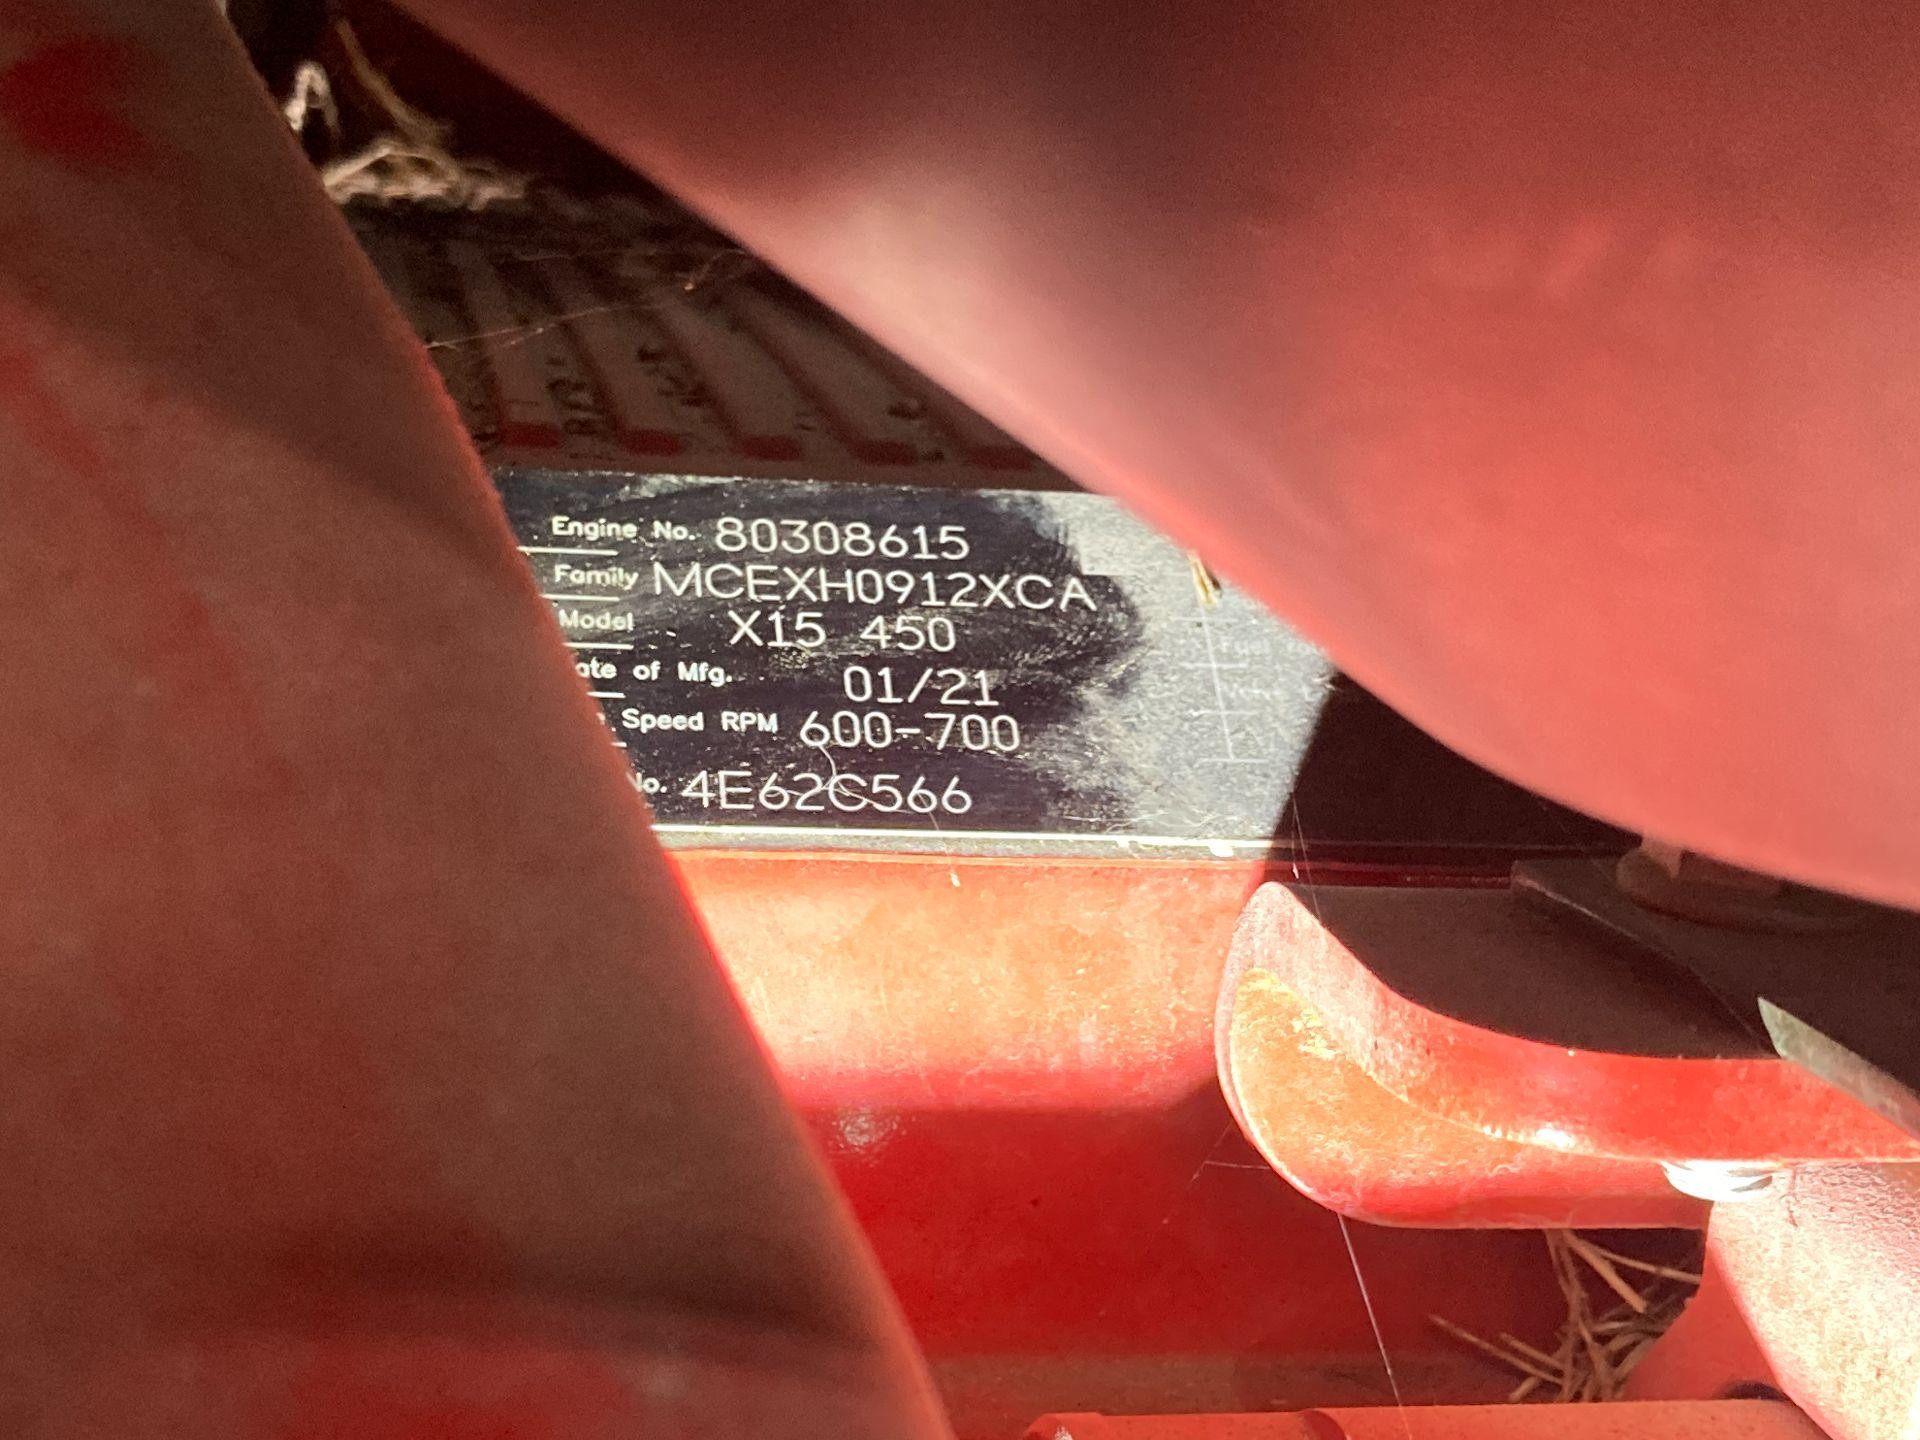 Engine No. 80308615
Family MCEXH0912XCA
Model X15 450
ate of Mfg. 01/21
Speed RPM 600-700
No. 4E62C566
Fuel